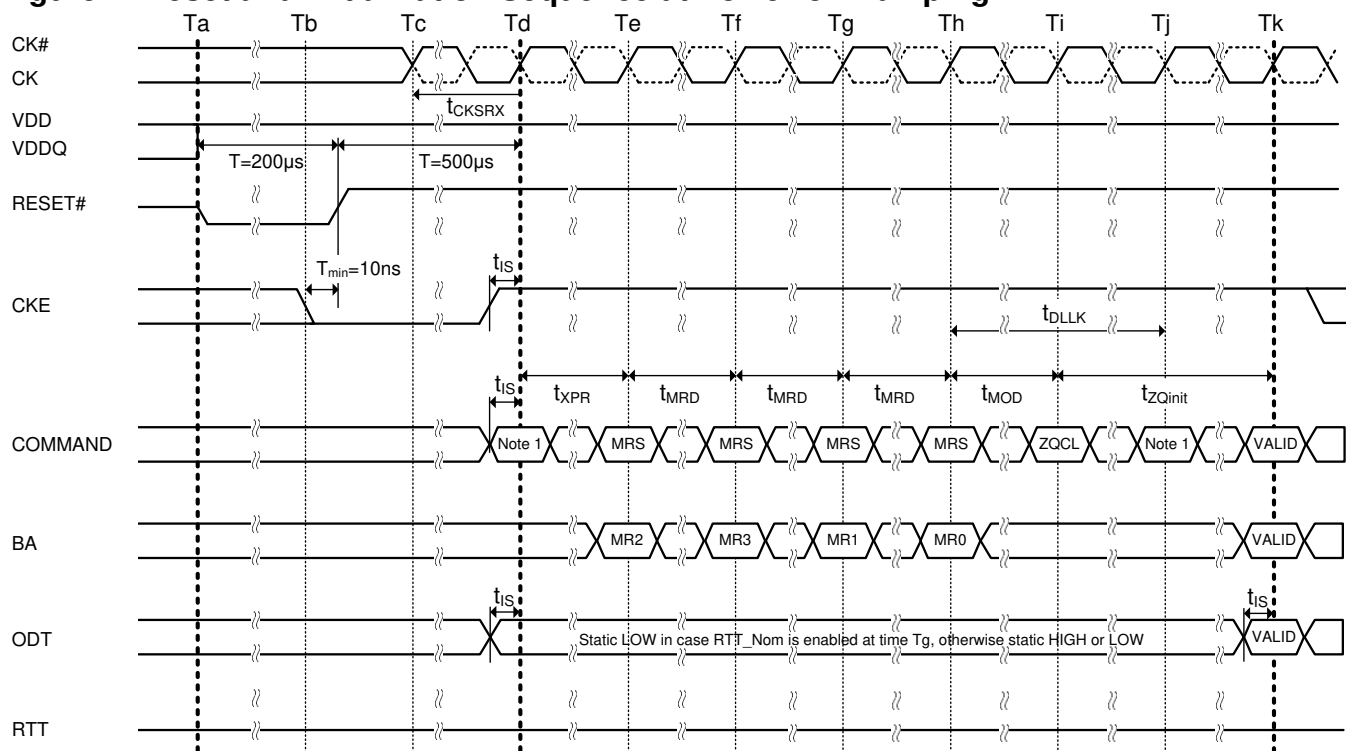 Ta Tb Tc Td Te Tf Tg Th Ti Tj Tk
CK#
CK
tCKSRX
VDD
VDDQ
T=200µs T=500µs
RESET#
Tmin=10ns tIS
CKE
tDLLK
tIS tXPR tMRD tMRD tMRD tMOD tZQinit
COMMAND Note 1 MRS MRS MRS MRS ZQCL Note 1 VALID
BA MR2 MR3 MR1 MR0 VALID
tIS tIS
ODT Static LOW in case RTT_Nom is enabled at time Tg, otherwise static HIGH or LOW VALID
RTT